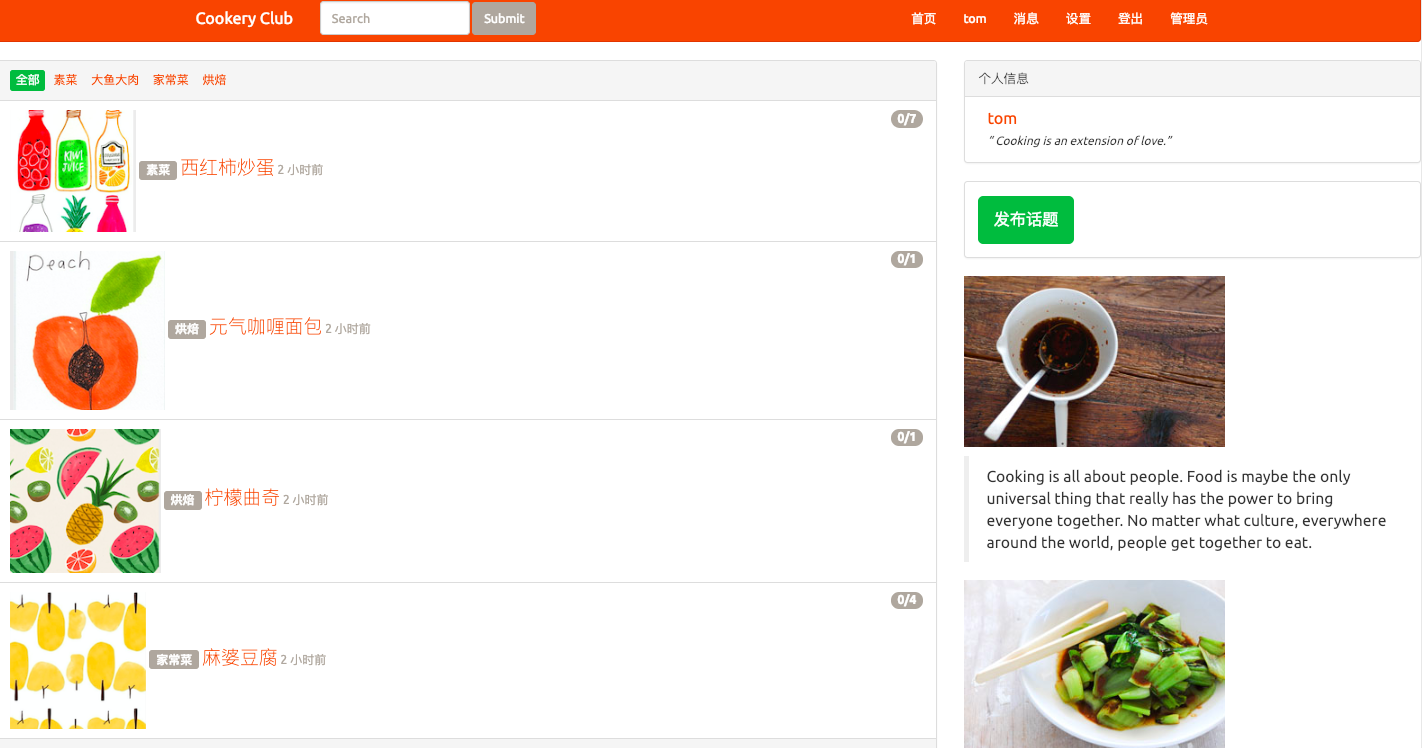 Cookery Club Search Submit 首页 tom 消息 设置 登出 管理员
全部 素菜 大鱼大肉 家常菜 烘焙
0/7
KIWI JUICE
素菜 西红柿炒蛋 2 小时前
Peach
0/1
烘焙 元气咖喱面包 2 小时前
0/1
烘焙 柠檬曲奇 2 小时前
0/4
家常菜 麻婆豆腐 2 小时前
个人信息
tom
“ Cooking is an extension of love.”
发布话题
Cooking is all about people. Food is maybe the only
universal thing that really has the power to bring
everyone together. No matter what culture, everywhere
around the world, people get together to eat.